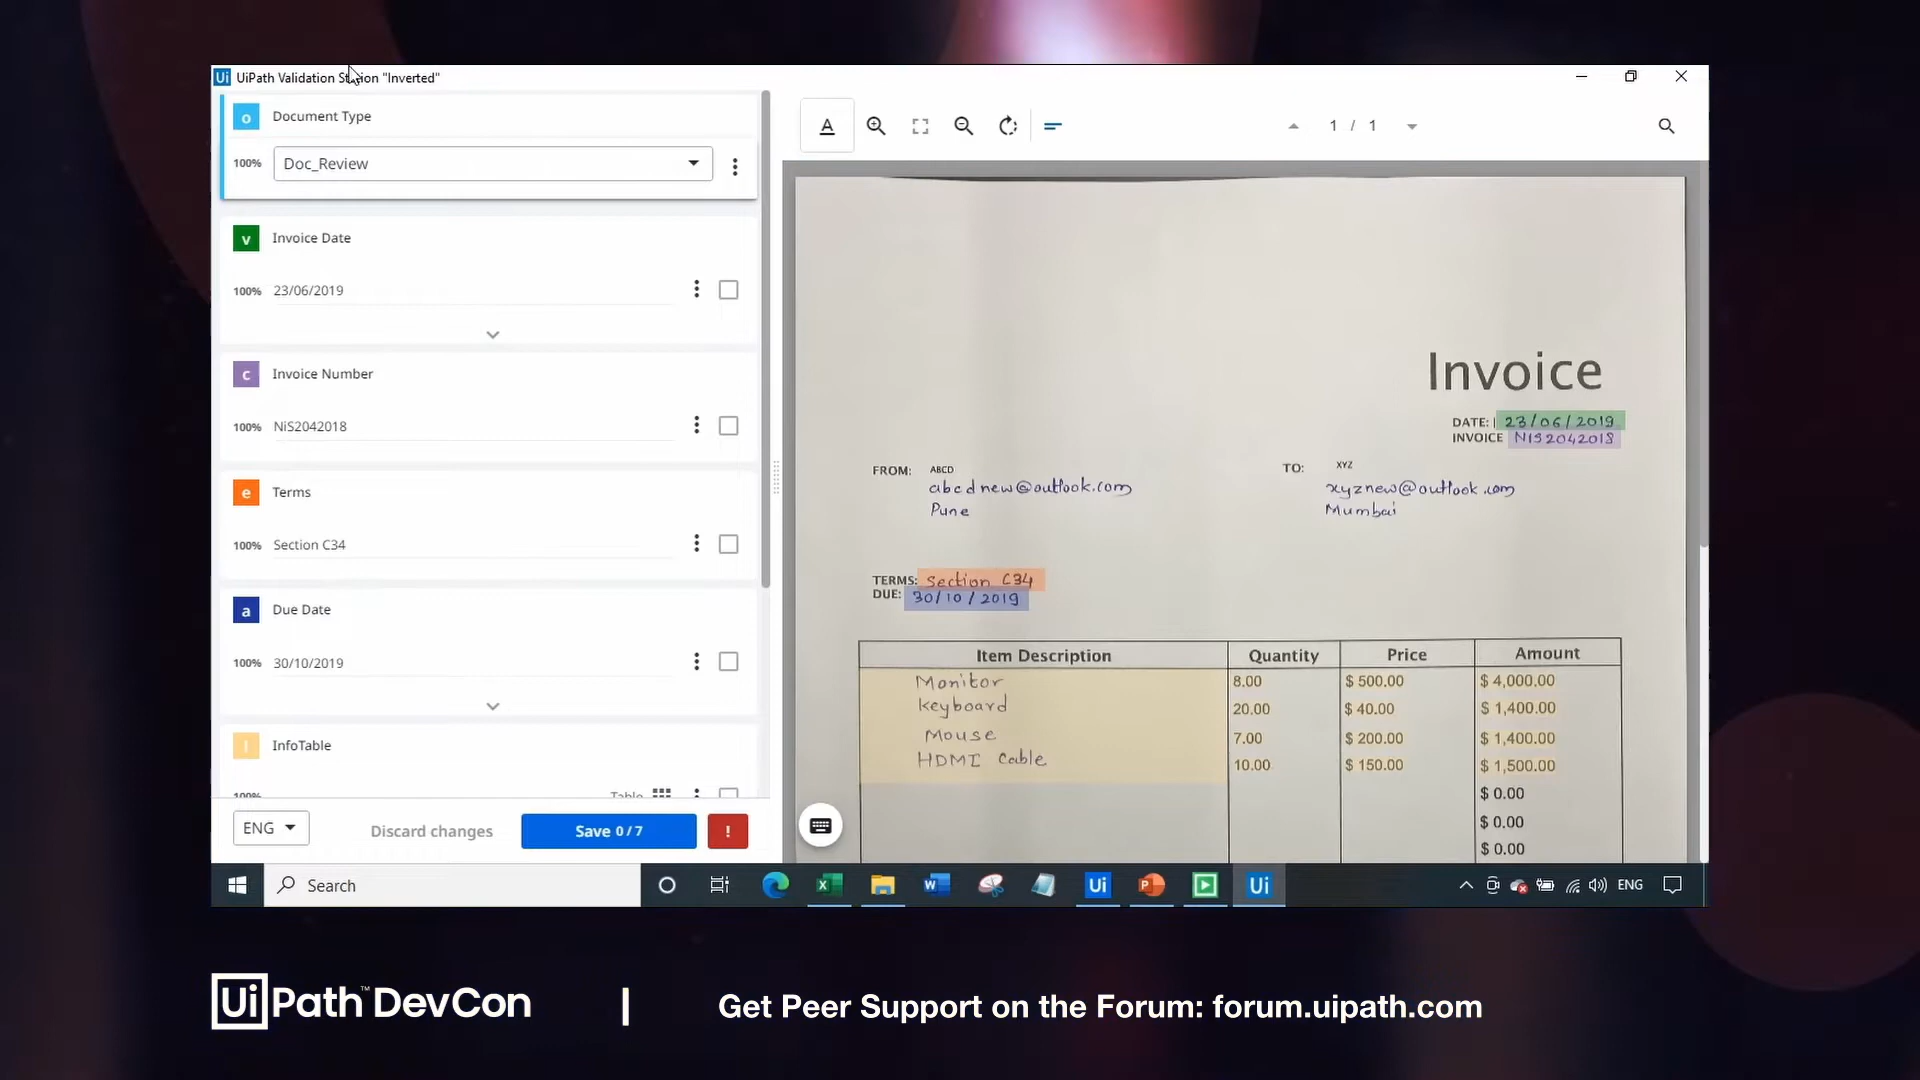 UiPath Validation Station "Inverted"
o Document Type
100% Doc_Review
v Invoice Date
100% 23/06/2019
c Invoice Number
100% NiS2042018
e Terms
100% Section C34
a Due Date
100% 30/10/2019
InfoTable
100% Table
ENG Discard changes Save 0 / 7 !
A 1 / 1
Invoice
DATE: 23/06/2019
INVOICE NIS2042018
FROM: ABCD
abcdnew@outlook.com
Pune
TO: XYZ
xyznew@outlook.com
Mumbai
TERMS: Section C34
DUE: 30/10/2019
Item Description Quantity Price Amount
Monitor 8.00 $ 500.00 $ 4,000.00
keyboard 20.00 $ 40.00 $ 1,400.00
Mouse 7.00 $ 200.00 $ 1,400.00
HDMI Cable 10.00 $ 150.00 $ 1,500.00
$ 0.00
$ 0.00
$ 0.00
Search ENG
UiPath™ DevCon | Get Peer Support on the Forum: forum.uipath.com